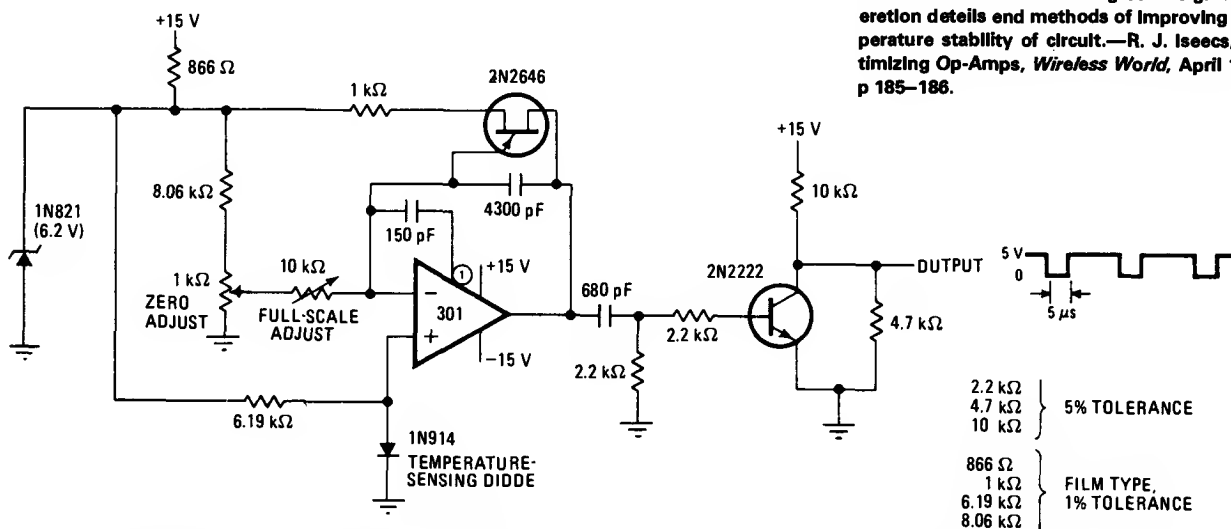 eretion deteils end methods of Improving
perature stability of circuit.—R. J. Iseecs,
timizing Op-Amps, Wireless World, April
p 185–186.
+15 V
866 Ω
2N2646
1 kΩ
+15 V
8.06 kΩ
10 kΩ
1N821
(6.2 V)
4300 pF
150 pF
1 +15 V
10 kΩ
2N2222
DUTPUT
5 V
0
1 kΩ
680 pF
ZERO
ADJUST
FULL-SCALE
ADJUST
−
301
+
5 μs
2.2 kΩ
4.7 kΩ
−15 V
2.2 kΩ
6.19 kΩ
2.2 kΩ
4.7 kΩ
10 kΩ
5% TOLERANCE
1N914
TEMPERATURE-
SENSING DIDDE
866 Ω
1 kΩ
6.19 kΩ
8.06 kΩ
FILM TYPE,
1% TOLERANCE